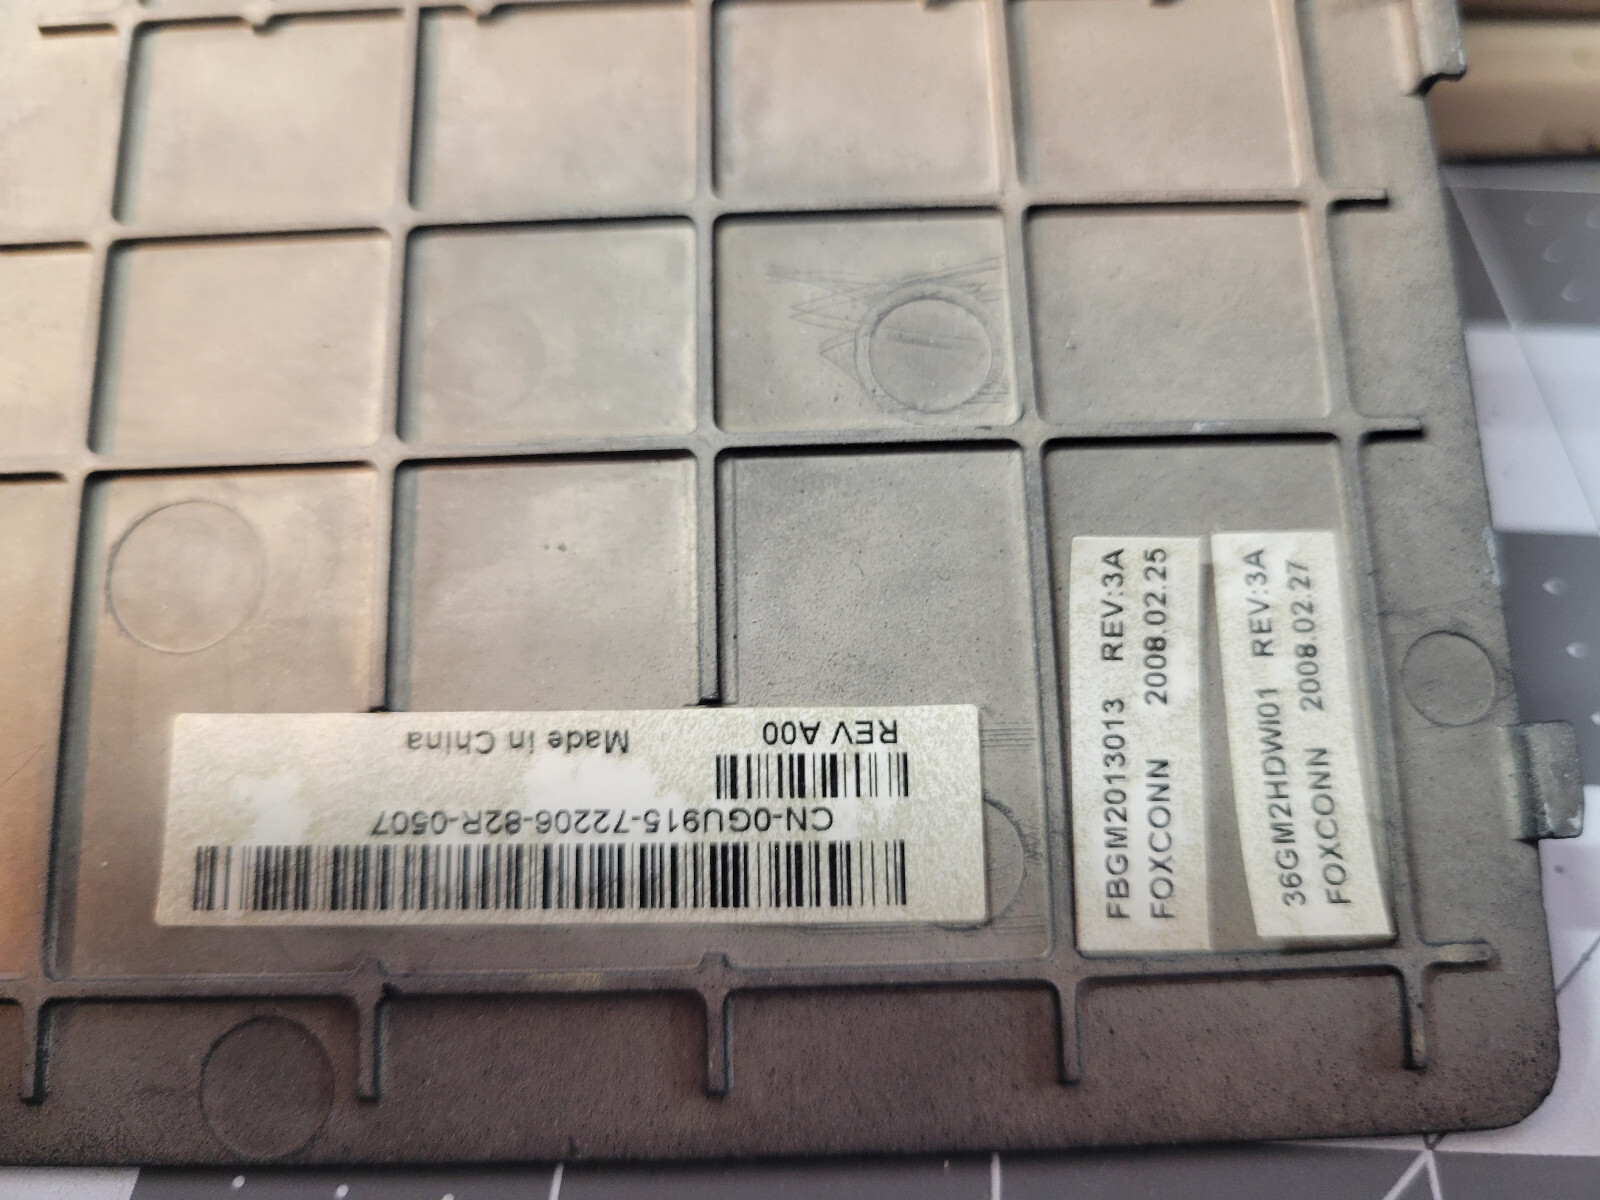 REV A00 Made in China
CN-0GU915-72206-82R-0507
FBGM2013013 REV:3A
FOXCONN 2008.02.25
36GM2HDWI01 REV:3A
FOXCONN 2008.02.27